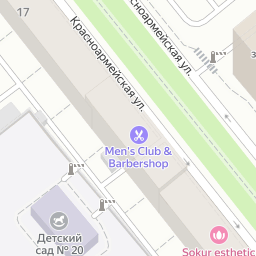 17
Красноармейская ул.
Красноармейская ул.
Men's Club &
Barbershop
Детский
сад № 20
Sokur esthetic